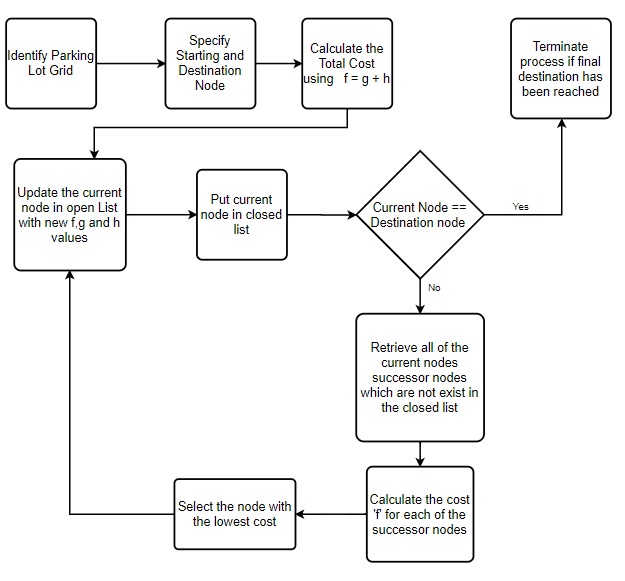 Identify Parking
Lot Grid
Specify
Starting and
Destination
Node
Calculate the
Total Cost
using f = g + h
Terminate
process if final
destination has
been reached
Update the current
node in open List
with new f,g and h
values
Put current
node in closed
list
Current Node ==
Destination node
Yes
No
Retrieve all of the
current nodes
successor nodes
which are not exist in
the closed list
Calculate the cost
'f' for each of the
successor nodes
Select the node with
the lowest cost